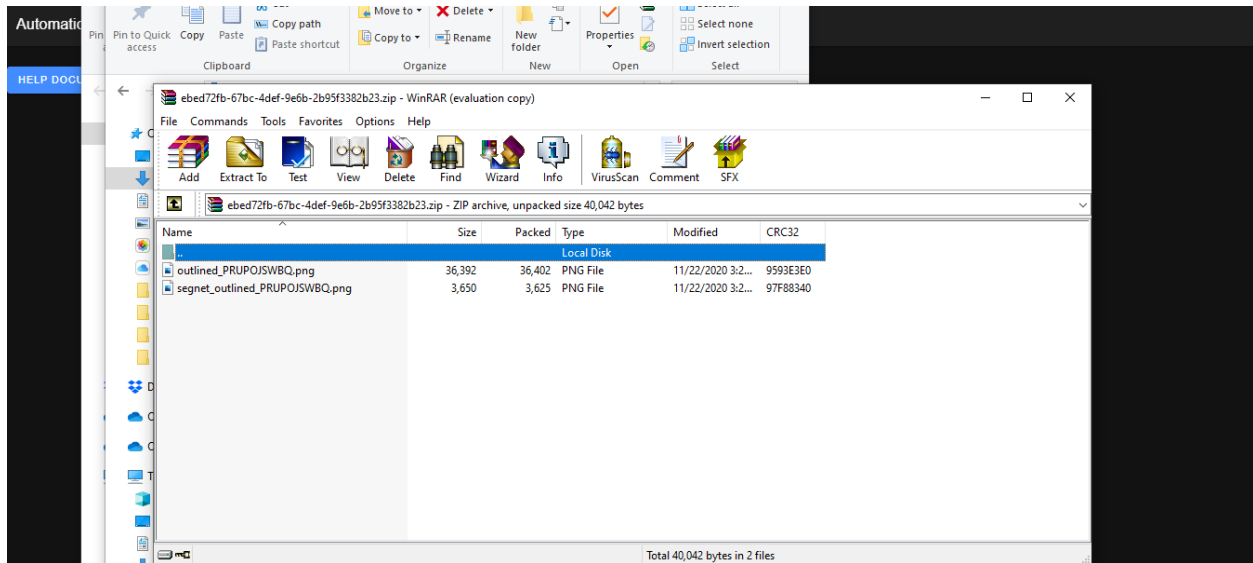 Automatic
HELP DOCU
Pin to Quick access
Copy
Paste
Copy path
Paste shortcut
Clipboard
Move to
Copy to
Delete
Rename
Organize
New folder
New
Properties
Open
Select none
Invert selection
Select
ebed72fb-67bc-4def-9e6b-2b95f3382b23.zip - WinRAR (evaluation copy)
File Commands Tools Favorites Options Help
Add Extract To Test View Delete Find Wizard Info VirusScan Comment SFX
ebed72fb-67bc-4def-9e6b-2b95f3382b23.zip - ZIP archive, unpacked size 40,042 bytes
Name Size Packed Type Modified CRC32
.. Local Disk
outlined_PRUPOJSWBQ.png 36,392 36,402 PNG File 11/22/2020 3:2... 9593E3E0
segnet_outlined_PRUPOJSWBQ.png 3,650 3,625 PNG File 11/22/2020 3:2... 97F88340
Total 40,042 bytes in 2 files